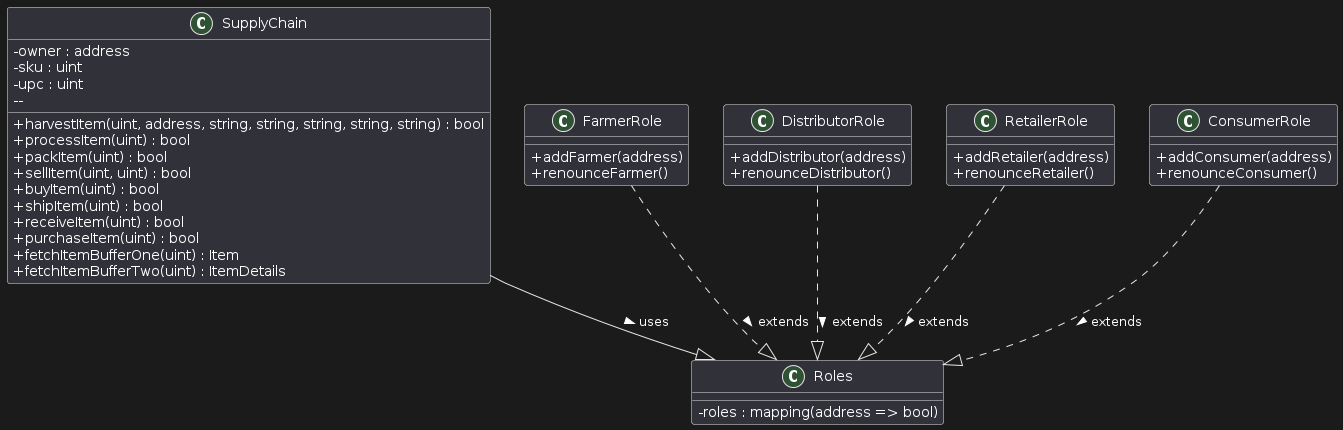 C SupplyChain
-owner : address
-sku : uint
-upc : uint
--
+harvestItem(uint, address, string, string, string, string, string) : bool
+processItem(uint) : bool
+packItem(uint) : bool
+sellItem(uint, uint) : bool
+buyItem(uint) : bool
+shipItem(uint) : bool
+receiveItem(uint) : bool
+purchaseItem(uint) : bool
+fetchItemBufferOne(uint) : Item
+fetchItemBufferTwo(uint) : ItemDetails
C FarmerRole
+addFarmer(address)
+renounceFarmer()
C DistributorRole
+addDistributor(address)
+renounceDistributor()
C RetailerRole
+addRetailer(address)
+renounceRetailer()
C ConsumerRole
+addConsumer(address)
+renounceConsumer()
uses
extends
extends
extends
extends
C Roles
-roles : mapping(address => bool)